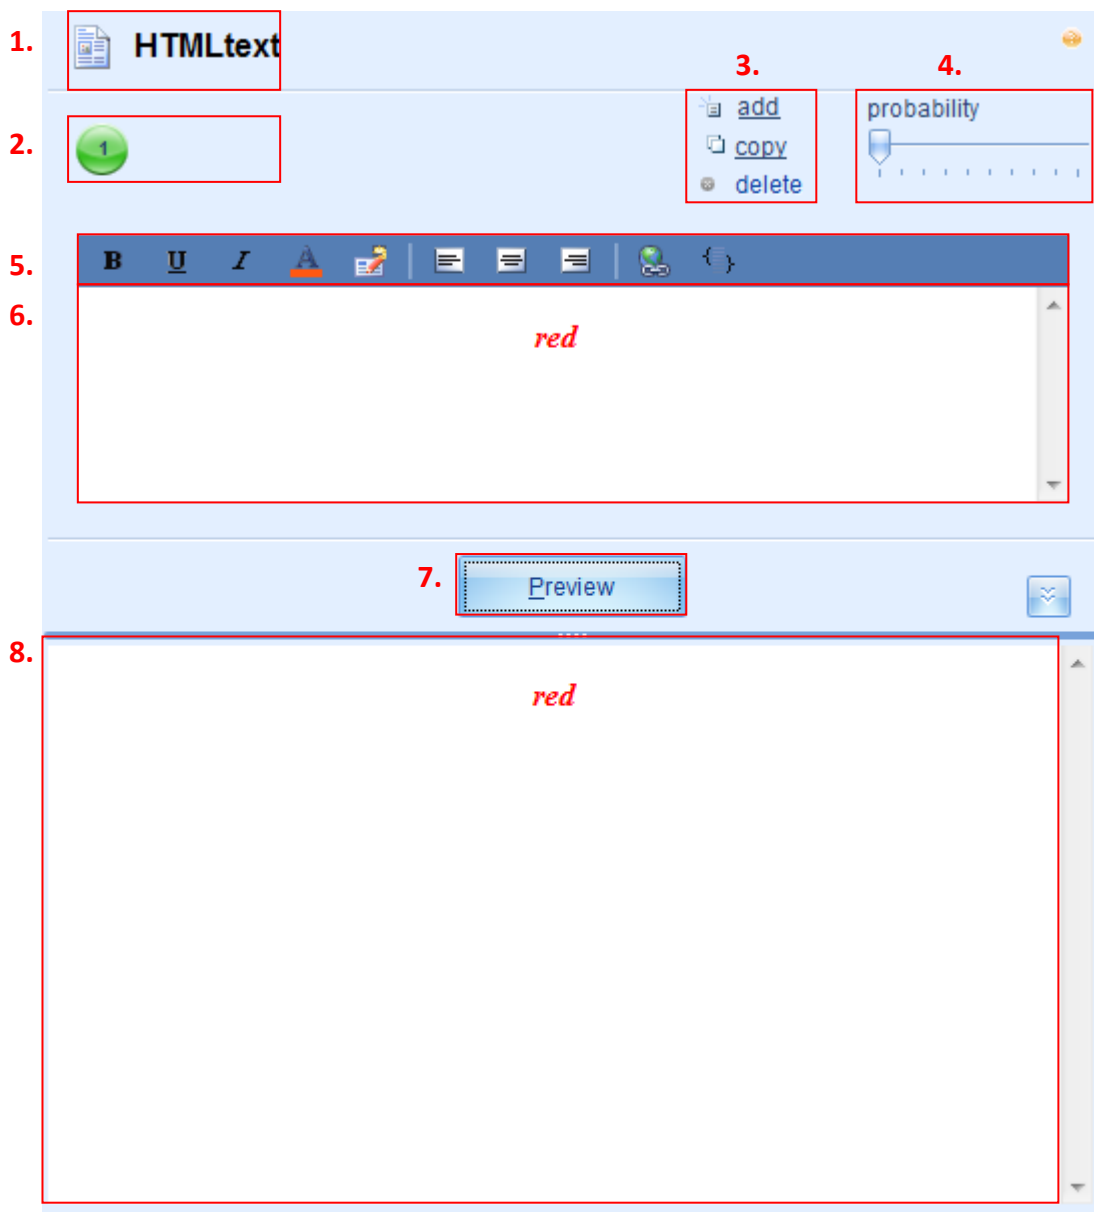 1.
HTMLtext
3.
4.
2.
1
add
copy
delete
probability
5.
B U I A
{ }
6.
red
7.
Preview
8.
red